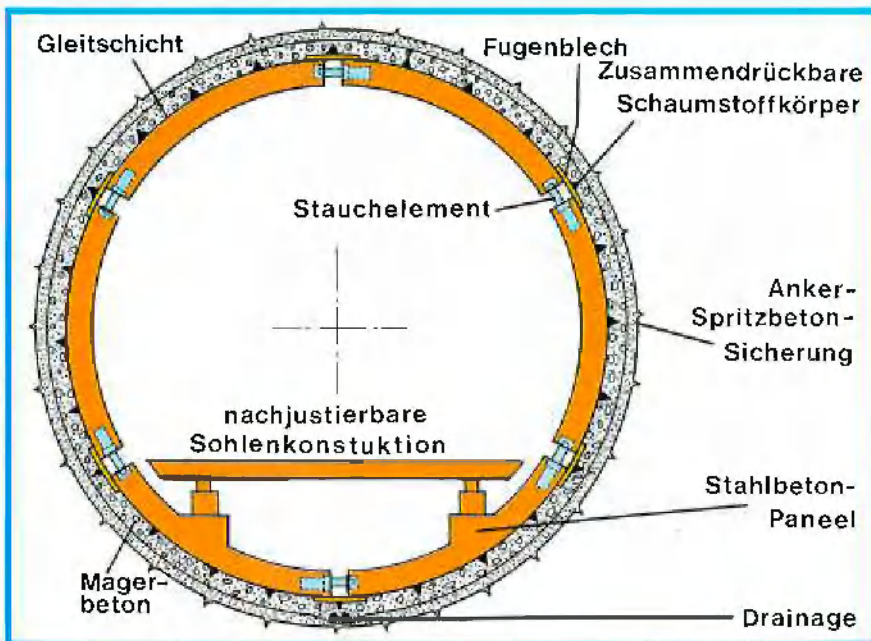 Gleitschicht
Fugenblech
Zusammendrückbare
Schaumstoffkörper
Stauchelement
Anker-
Spritzbeton-
Sicherung
nachjustierbare
Sohlenkonstuktion
Stahlbeton-
Paneel
Mager-
beton
Drainage